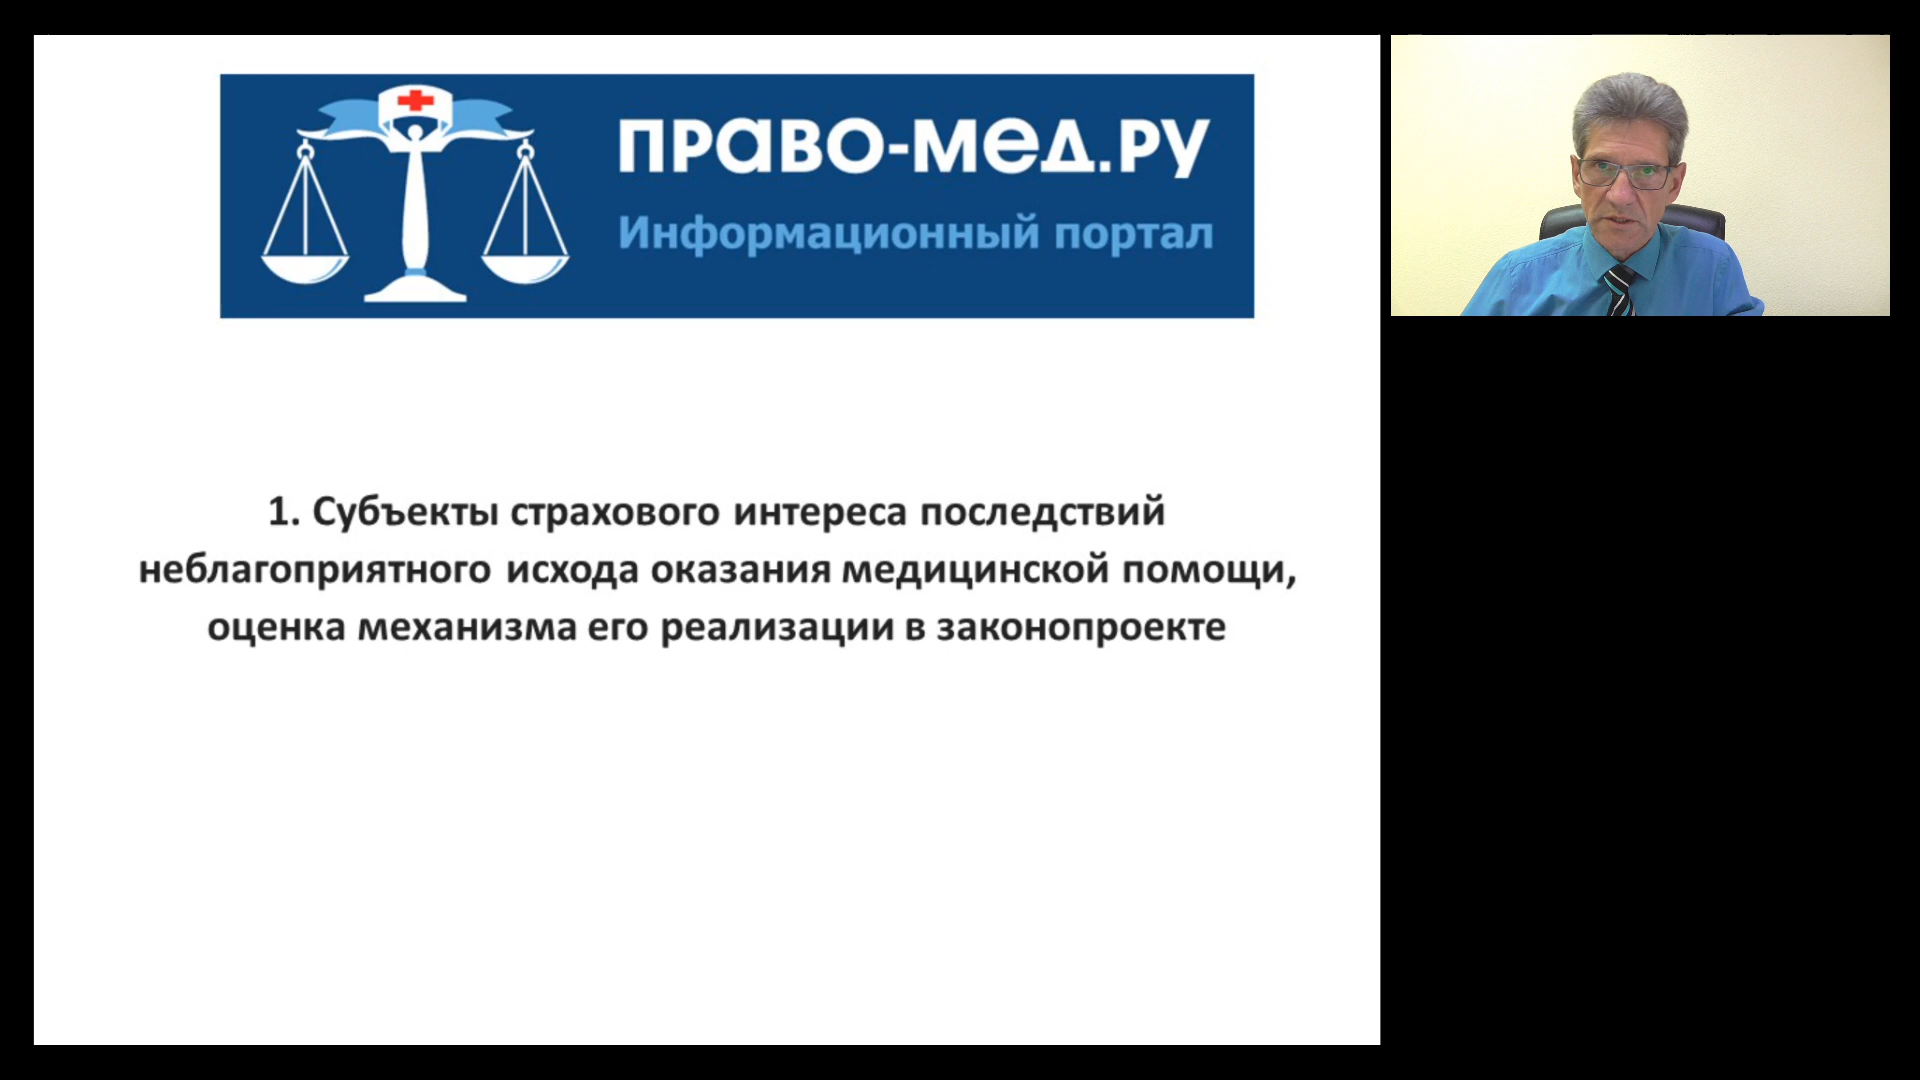 ПРАВО-МЕД.РУ
Информационный портал
1. Субъекты страхового интереса последствий
неблагоприятного исхода оказания медицинской помощи,
оценка механизма его реализации в законопроекте